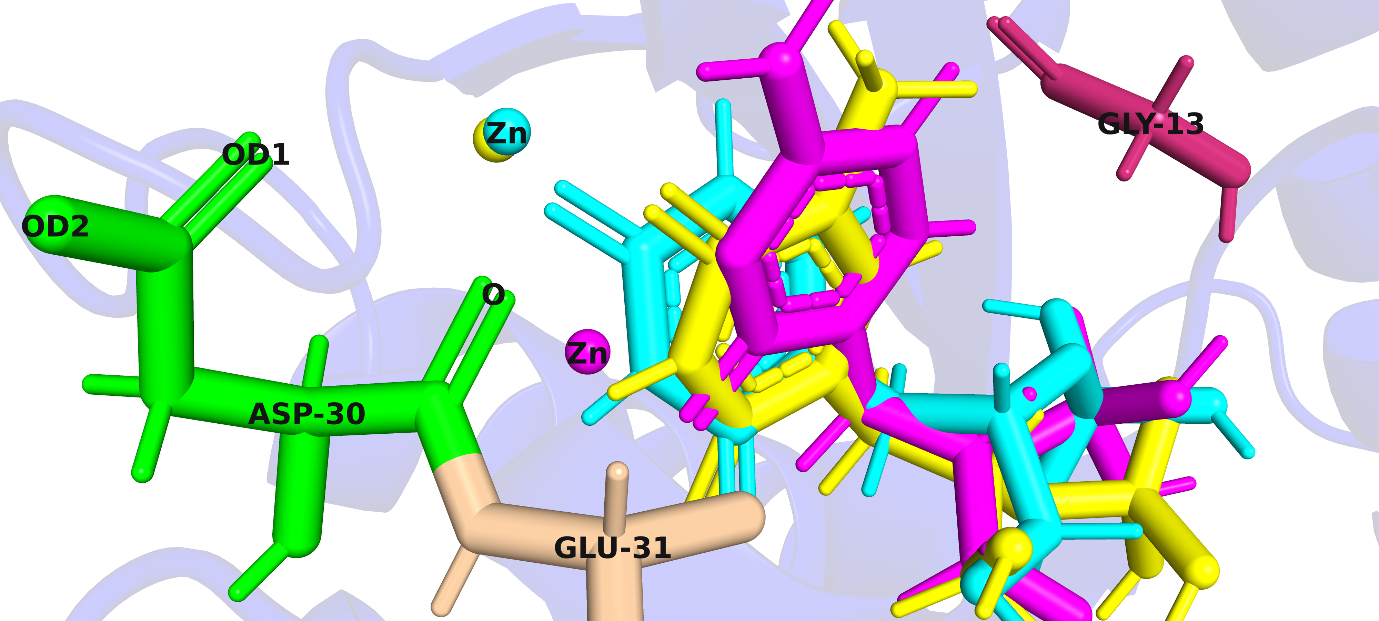 Zn
GLY-13
OD1
OD2
O
Zn
ASP-30
GLU-31